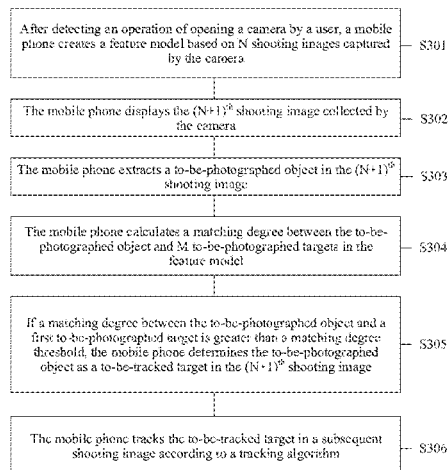 After detecting an operation of opening a camera by a user, a mobile
phone creates a feature model based on N shooting images captured
by the camera
S301
The mobile phone displays the (N+1)th shooting image collected by
the camera
S302
The mobile phone extracts a to-be-photographed object in the (N+1)th
shooting image
S303
The mobile phone calculates a matching degree between the to-be-
photographed object and M to-be-photographed targets in the
feature model
S304
If a matching degree between the to-be-photographed object and a
first to-be-photographed target is greater than a matching degree
threshold, the mobile phone determines the to-be-photographed
object as a to-be-tracked target in the (N+1)th shooting image
S305
The mobile phone tracks the to-be-tracked target in a subsequent
shooting image according to a tracking algorithm
S306